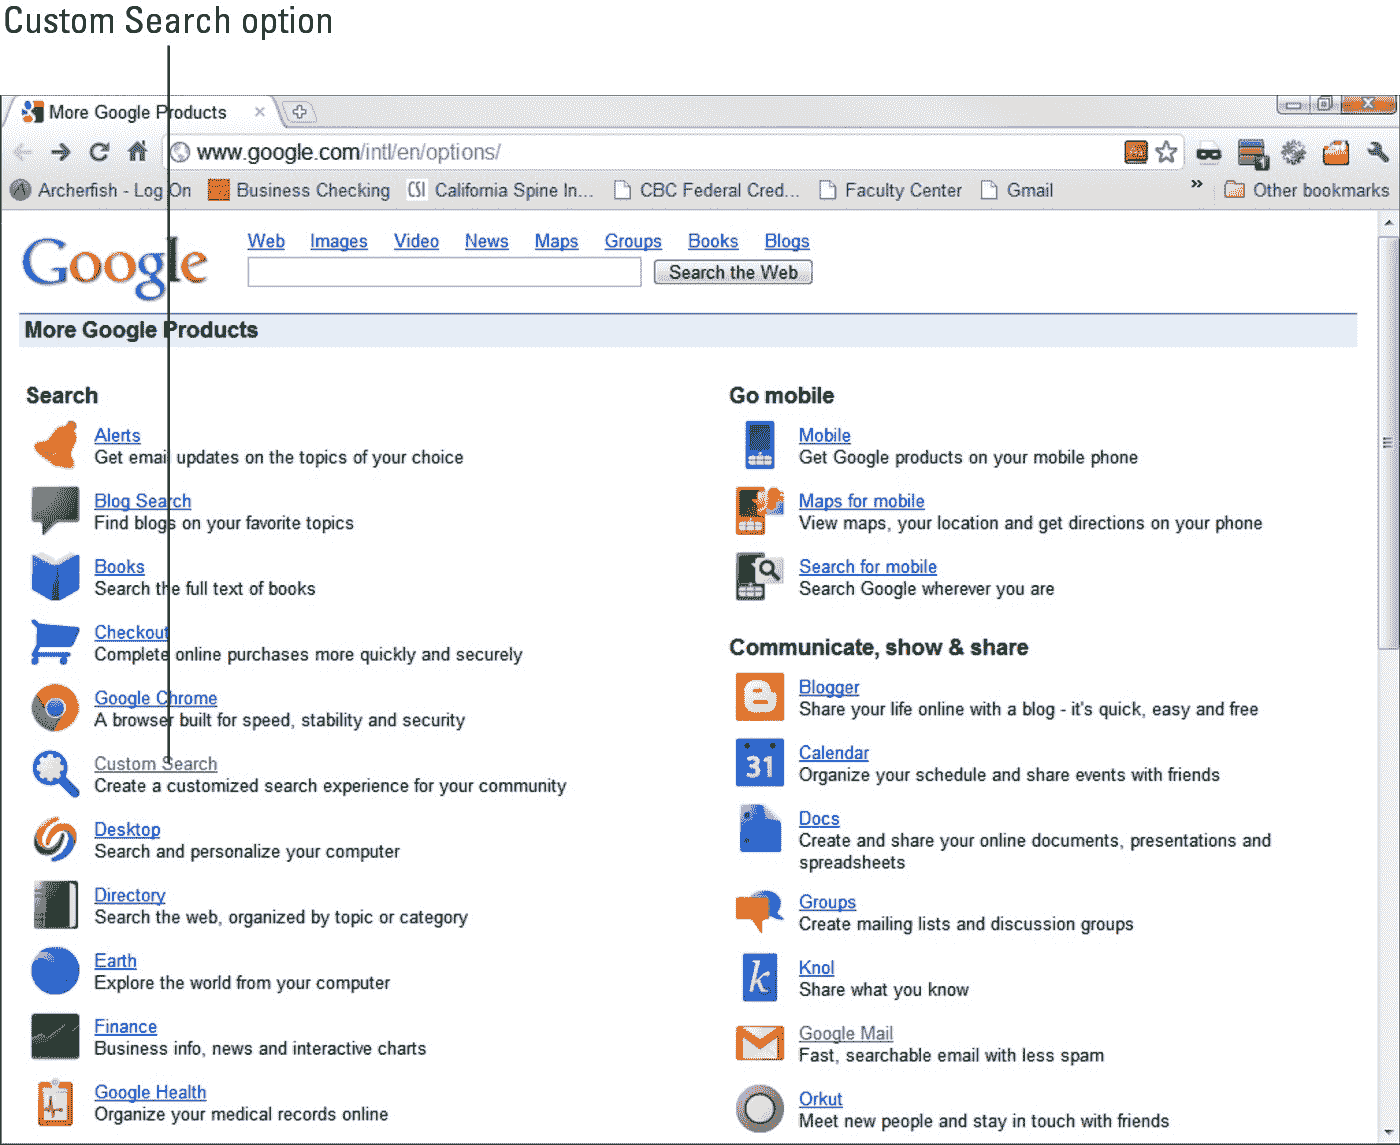 Custom Search option
More Google Products
www.google.com/intl/en/options/
Archerfish - Log On
Business Checking
CSI California Spine In...
CBC Federal Cred...
Faculty Center
Gmail
»
Other bookmarks
Google
Web Images Video News Maps Groups Books Blogs
Search the Web
More Google Products
Search
Alerts
Get email updates on the topics of your choice
Blog Search
Find blogs on your favorite topics
Books
Search the full text of books
Checkout
Complete online purchases more quickly and securely
Google Chrome
A browser built for speed, stability and security
Custom Search
Create a customized search experience for your community
Desktop
Search and personalize your computer
Directory
Search the web, organized by topic or category
Earth
Explore the world from your computer
Finance
Business info, news and interactive charts
Google Health
Organize your medical records online
Go mobile
Mobile
Get Google products on your mobile phone
Maps for mobile
View maps, your location and get directions on your phone
Search for mobile
Search Google wherever you are
Communicate, show & share
Blogger
Share your life online with a blog - it's quick, easy and free
31
Calendar
Organize your schedule and share events with friends
Docs
Create and share your online documents, presentations and
spreadsheets
Groups
Create mailing lists and discussion groups
k
Knol
Share what you know
Google Mail
Fast, searchable email with less spam
Orkut
Meet new people and stay in touch with friends